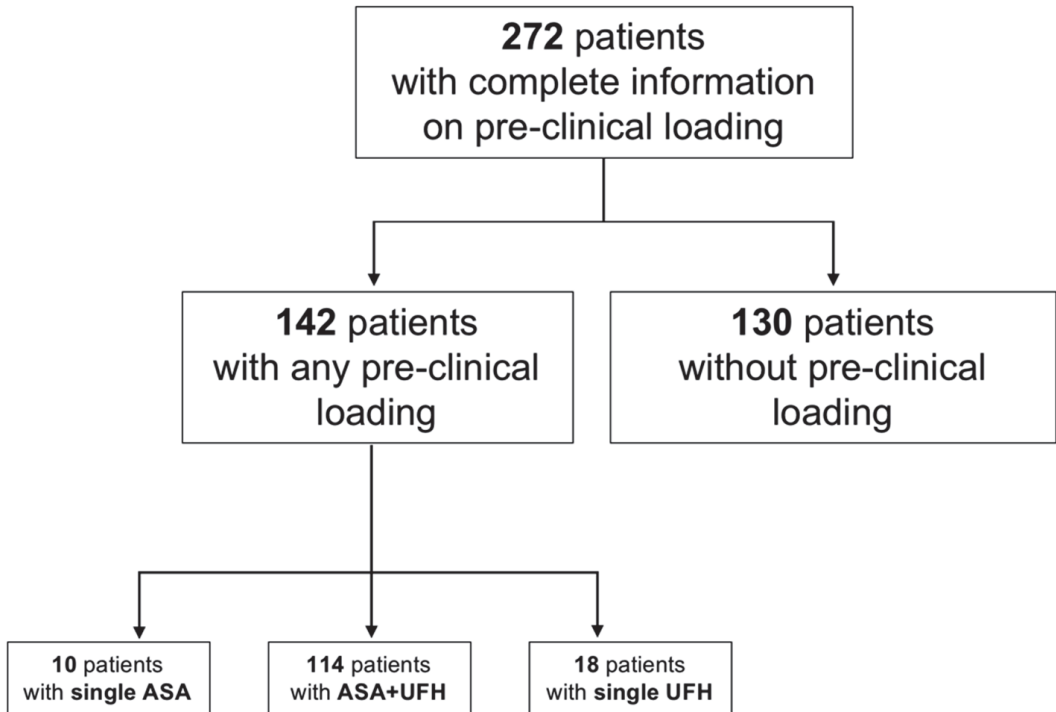 272 patients
with complete information
on pre-clinical loading
142 patients
with any pre-clinical
loading
130 patients
without pre-clinical
loading
10 patients
with single ASA
114 patients
with ASA+UFH
18 patients
with single UFH